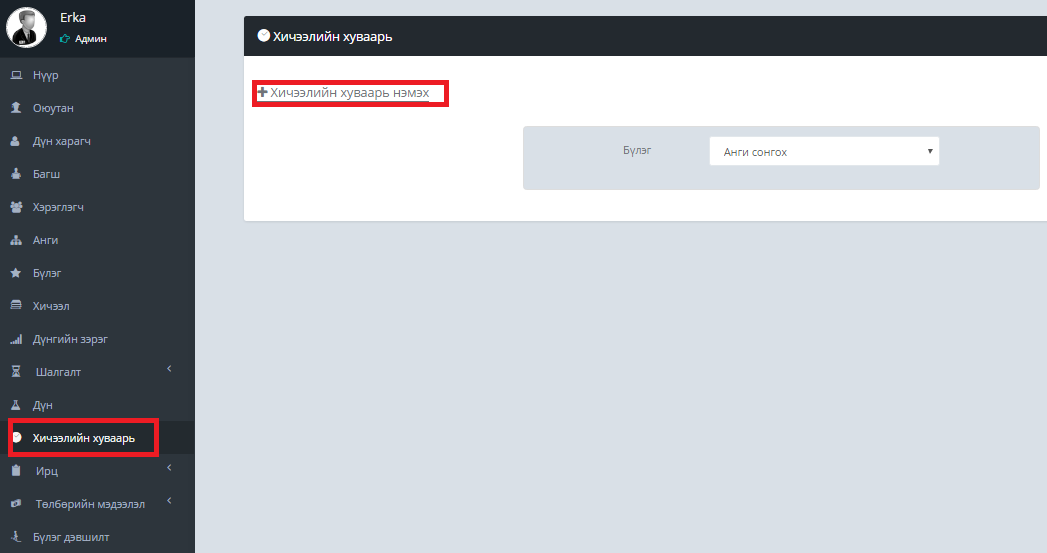 Erka
Админ
Нүүр
Оюутан
Дүн харагч
Багш
Хэрэглэгч
Анги
Бүлэг
Хичээл
Дүнгийн зэрэг
Шалгалт
Дүн
Хичээлийн хуваарь
Ирц
Төлбөрийн мэдээлэл
Бүлэг дэвшилт
Хичээлийн хуваарь
Хичээлийн хуваарь нэмэх
Бүлэг
Анги сонгох